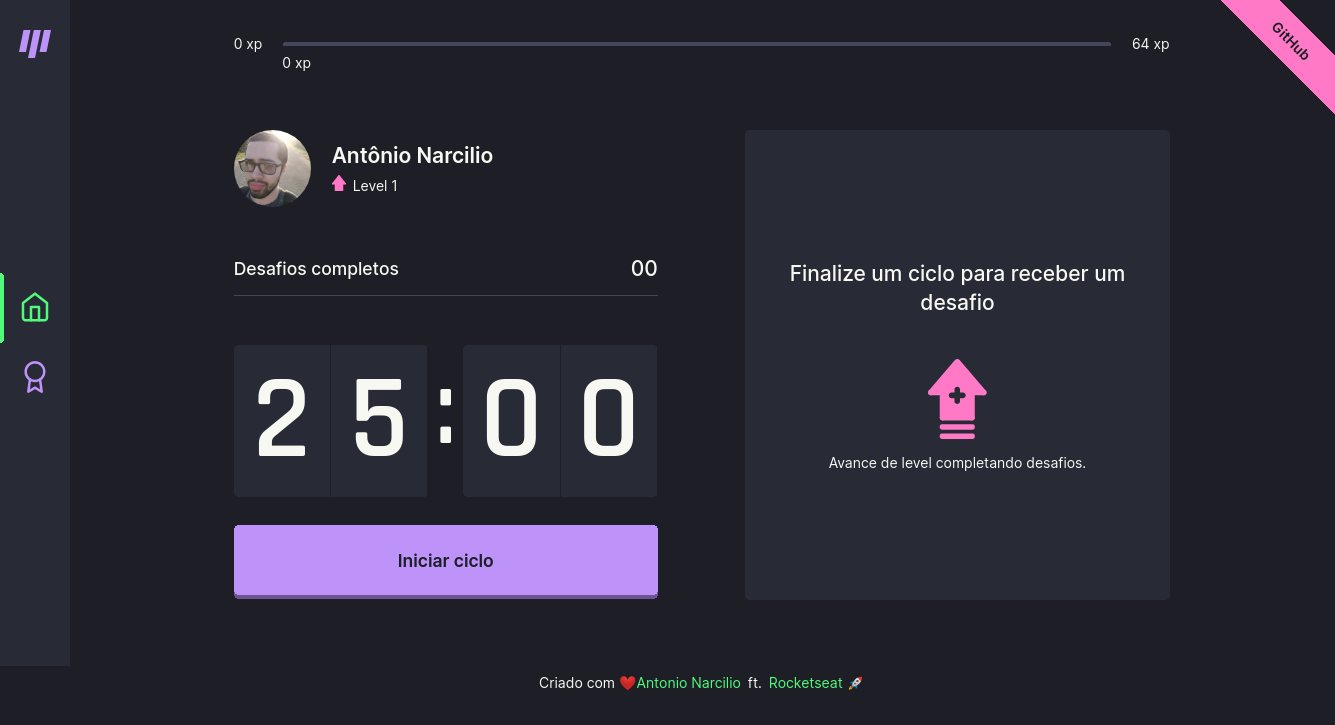 0 xp
64 xp
0 xp
GitHub
Antônio Narcilio
Level 1
Desafios completos
00
25:00
Iniciar ciclo
Finalize um ciclo para receber um
desafio
Avance de level completando desafios.
Criado com ❤️Antonio Narcilio ft. Rocketseat 🚀